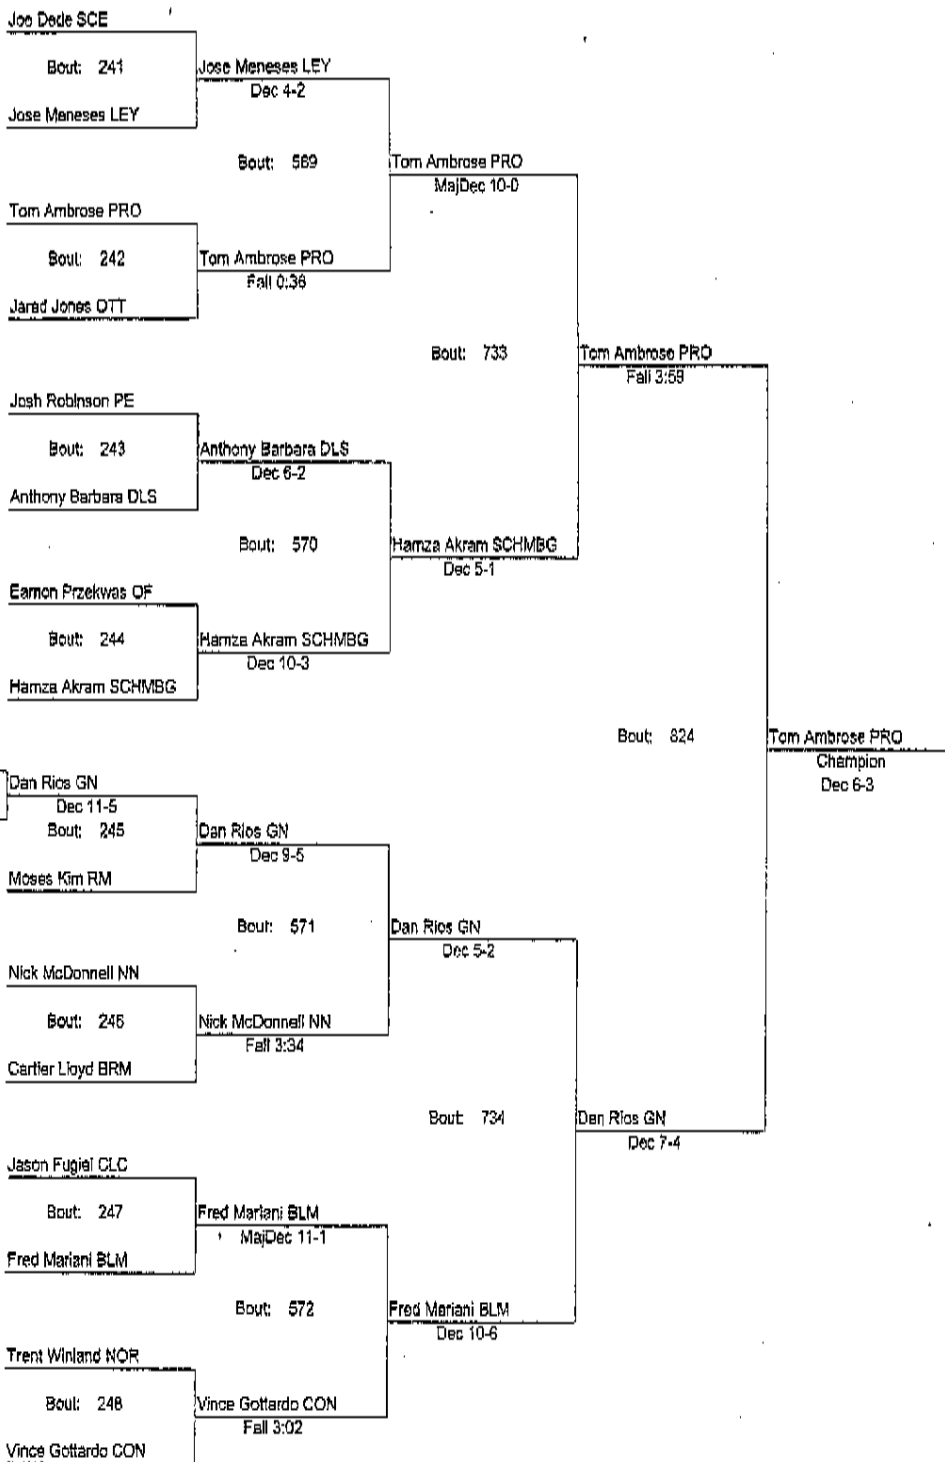 Joe Dede SCE
Bout: 241
Jose Meneses LEY
Dec 4-2
Jose Meneses LEY
Bout: 569
Tom Ambrose PRO
MajDec 10-0
Tom Ambrose PRO
Bout: 242
Tom Ambrose PRO
Fall 0:36
Jarad Jones OTT
Bout: 733
Tom Ambrose PRO
Fall 3:59
Josh Robinson PE
Bout: 243
Anthony Barbara DLS
Dec 6-2
Anthony Barbara DLS
Bout: 570
Hamza Akram SCHMBG
Dec 5-1
Eamon Przekwas OF
Bout: 244
Hamza Akram SCHMBG
Dec 10-3
Hamza Akram SCHMBG
Bout: 824
Tom Ambrose PRO
Champion
Dec 6-3
Dan Rios GN
Dec 11-5
Bout: 245
Dan Rios GN
Dec 9-5
Moses Kim RM
Bout: 571
Dan Rios GN
Dec 5-2
Nick McDonnell NN
Bout: 246
Nick McDonnell NN
Fall 3:34
Cartier Lloyd BRM
Bout: 734
Dan Rios GN
Dec 7-4
Jason Fugiel CLC
Bout: 247
Fred Mariani BLM
MajDec 11-1
Fred Mariani BLM
Bout: 572
Fred Mariani BLM
Dec 10-6
Trent Winland NOR
Bout: 248
Vince Gottardo CON
Fall 3:02
Vince Gottardo CON